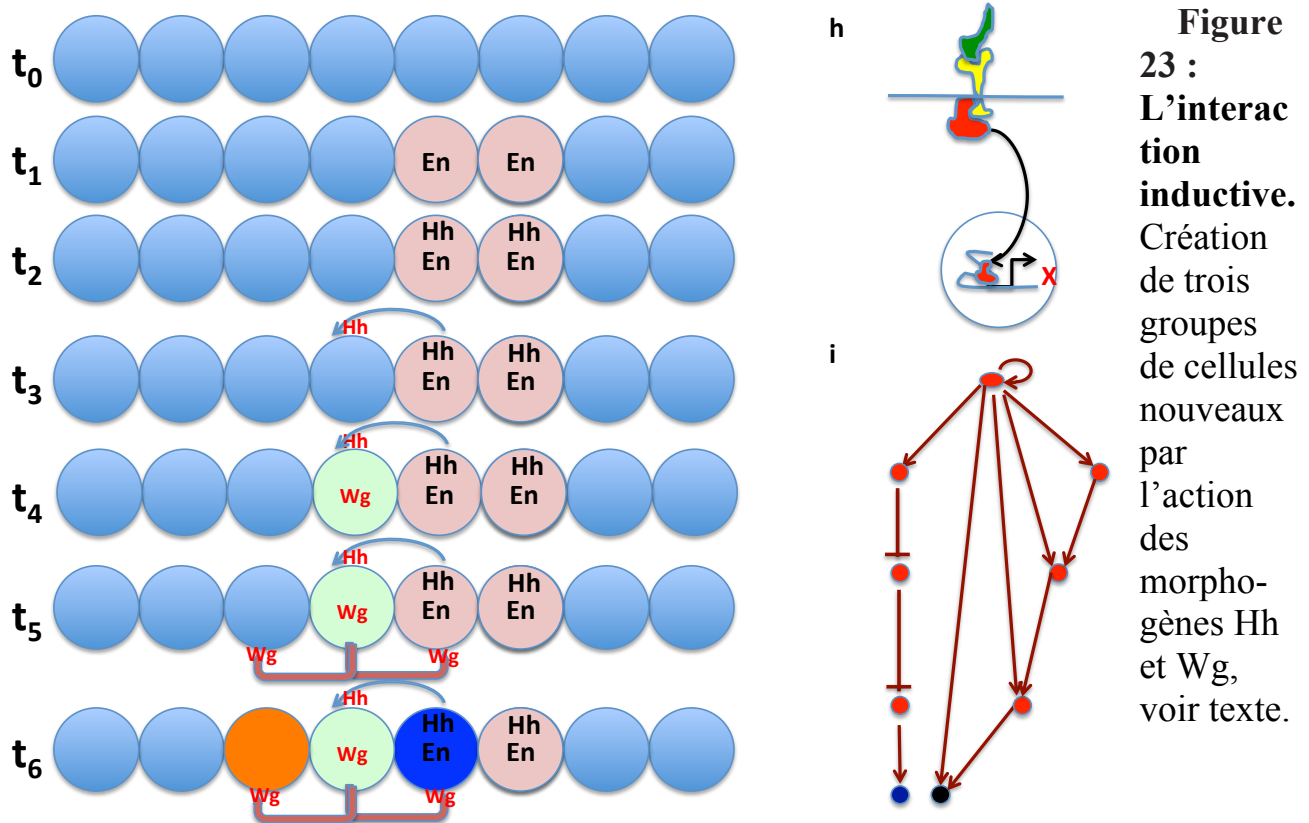 t0
t1
En En
t2
Hh Hh
En En
t3
Hh
Hh Hh
En En
t4
Hh
Hh Hh
Wg En En
t5
Hh
Hh Hh
Wg En En
Wg Wg
t6
Hh
Hh Hh
Wg En En
Wg Wg
h
X
i
Figure
23 :
L’interac
tion
inductive.
Création
de trois
groupes
de cellules
nouveaux
par
l’action
des
morpho-
gènes Hh
et Wg,
voir texte.